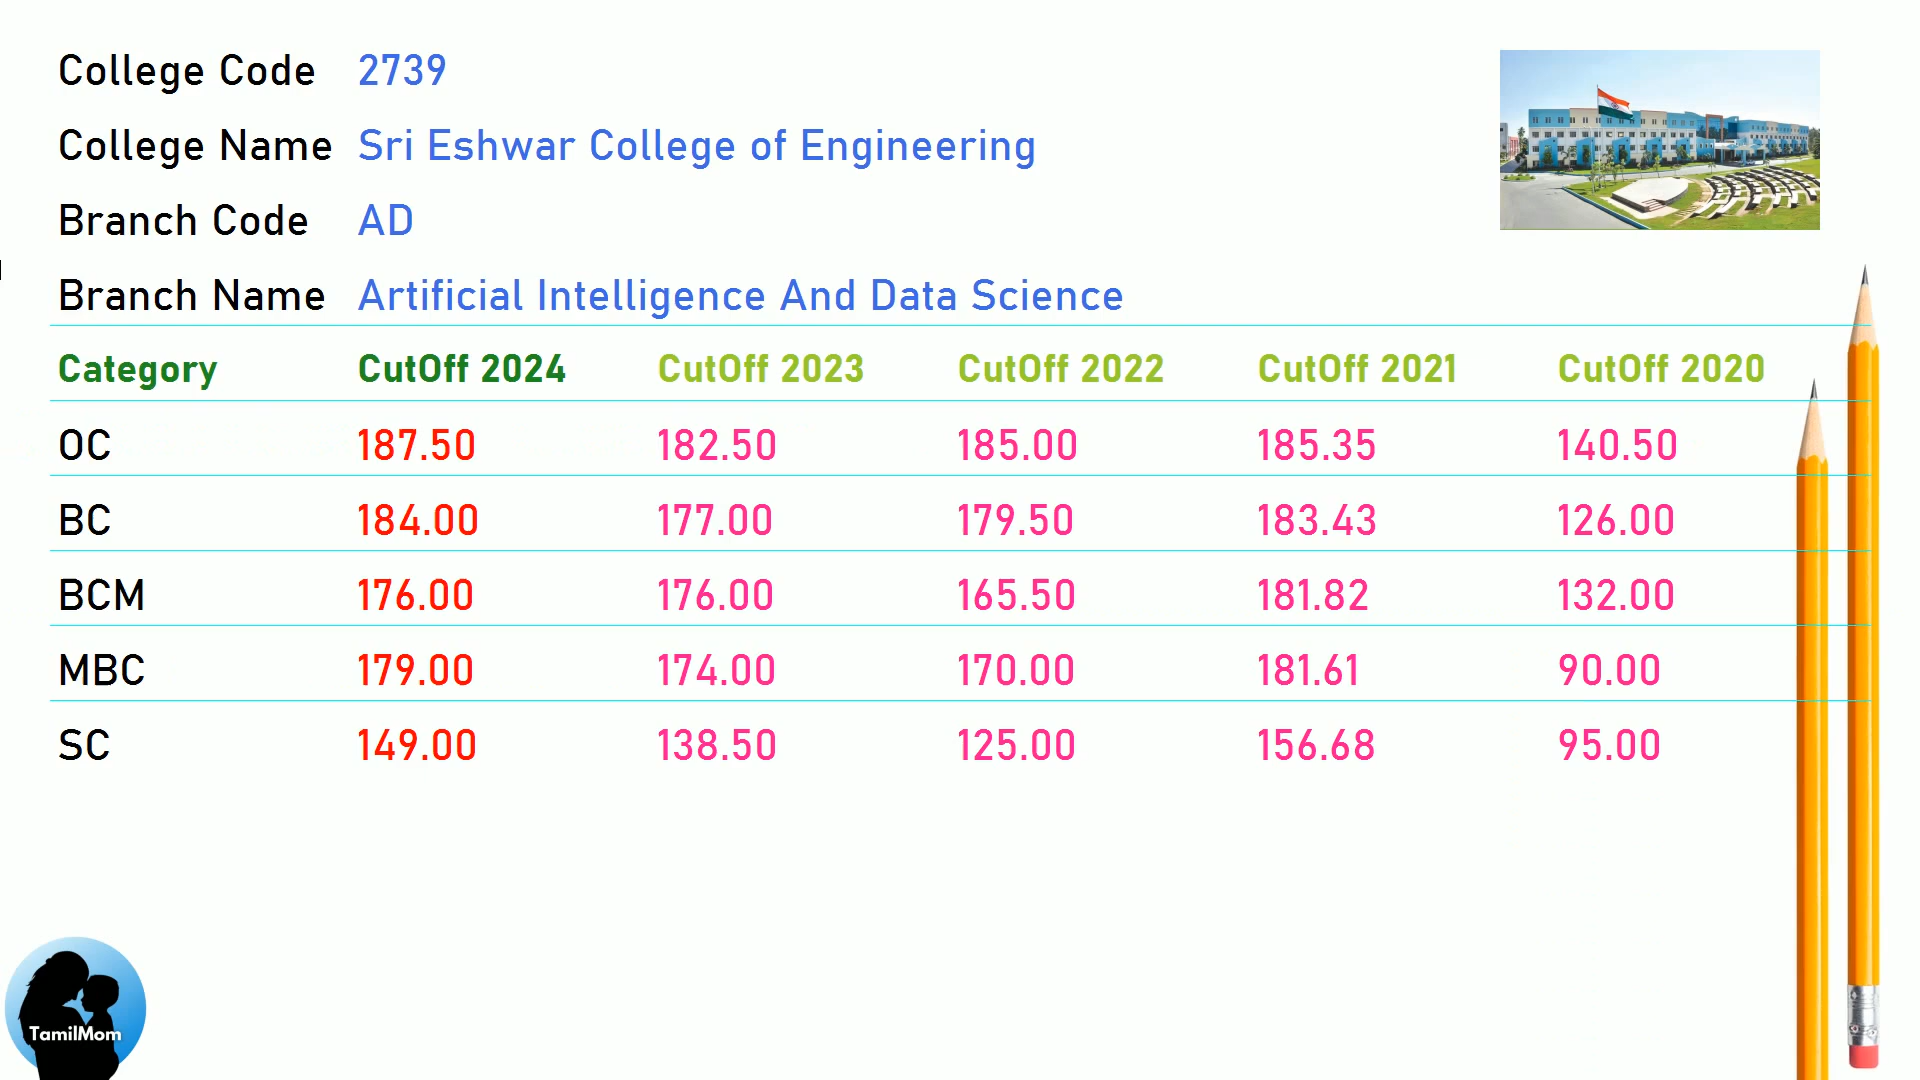 College Code 2739
College Name Sri Eshwar College of Engineering
Branch Code AD
Branch Name Artificial Intelligence And Data Science
Category CutOff 2024 CutOff 2023 CutOff 2022 CutOff 2021 CutOff 2020
OC 187.50 182.50 185.00 185.35 140.50
BC 184.00 177.00 179.50 183.43 126.00
BCM 176.00 176.00 165.50 181.82 132.00
MBC 179.00 174.00 170.00 181.61 90.00
SC 149.00 138.50 125.00 156.68 95.00
TamilMom